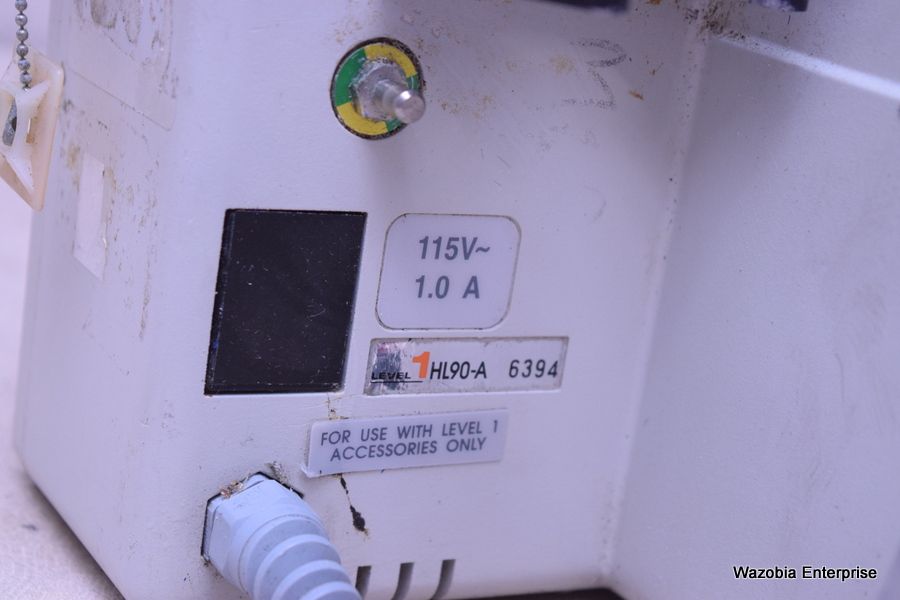 115V~
1.0 A
LEVEL 1 HL90-A 6394
FOR USE WITH LEVEL 1
ACCESSORIES ONLY
Wazobia Enterprise